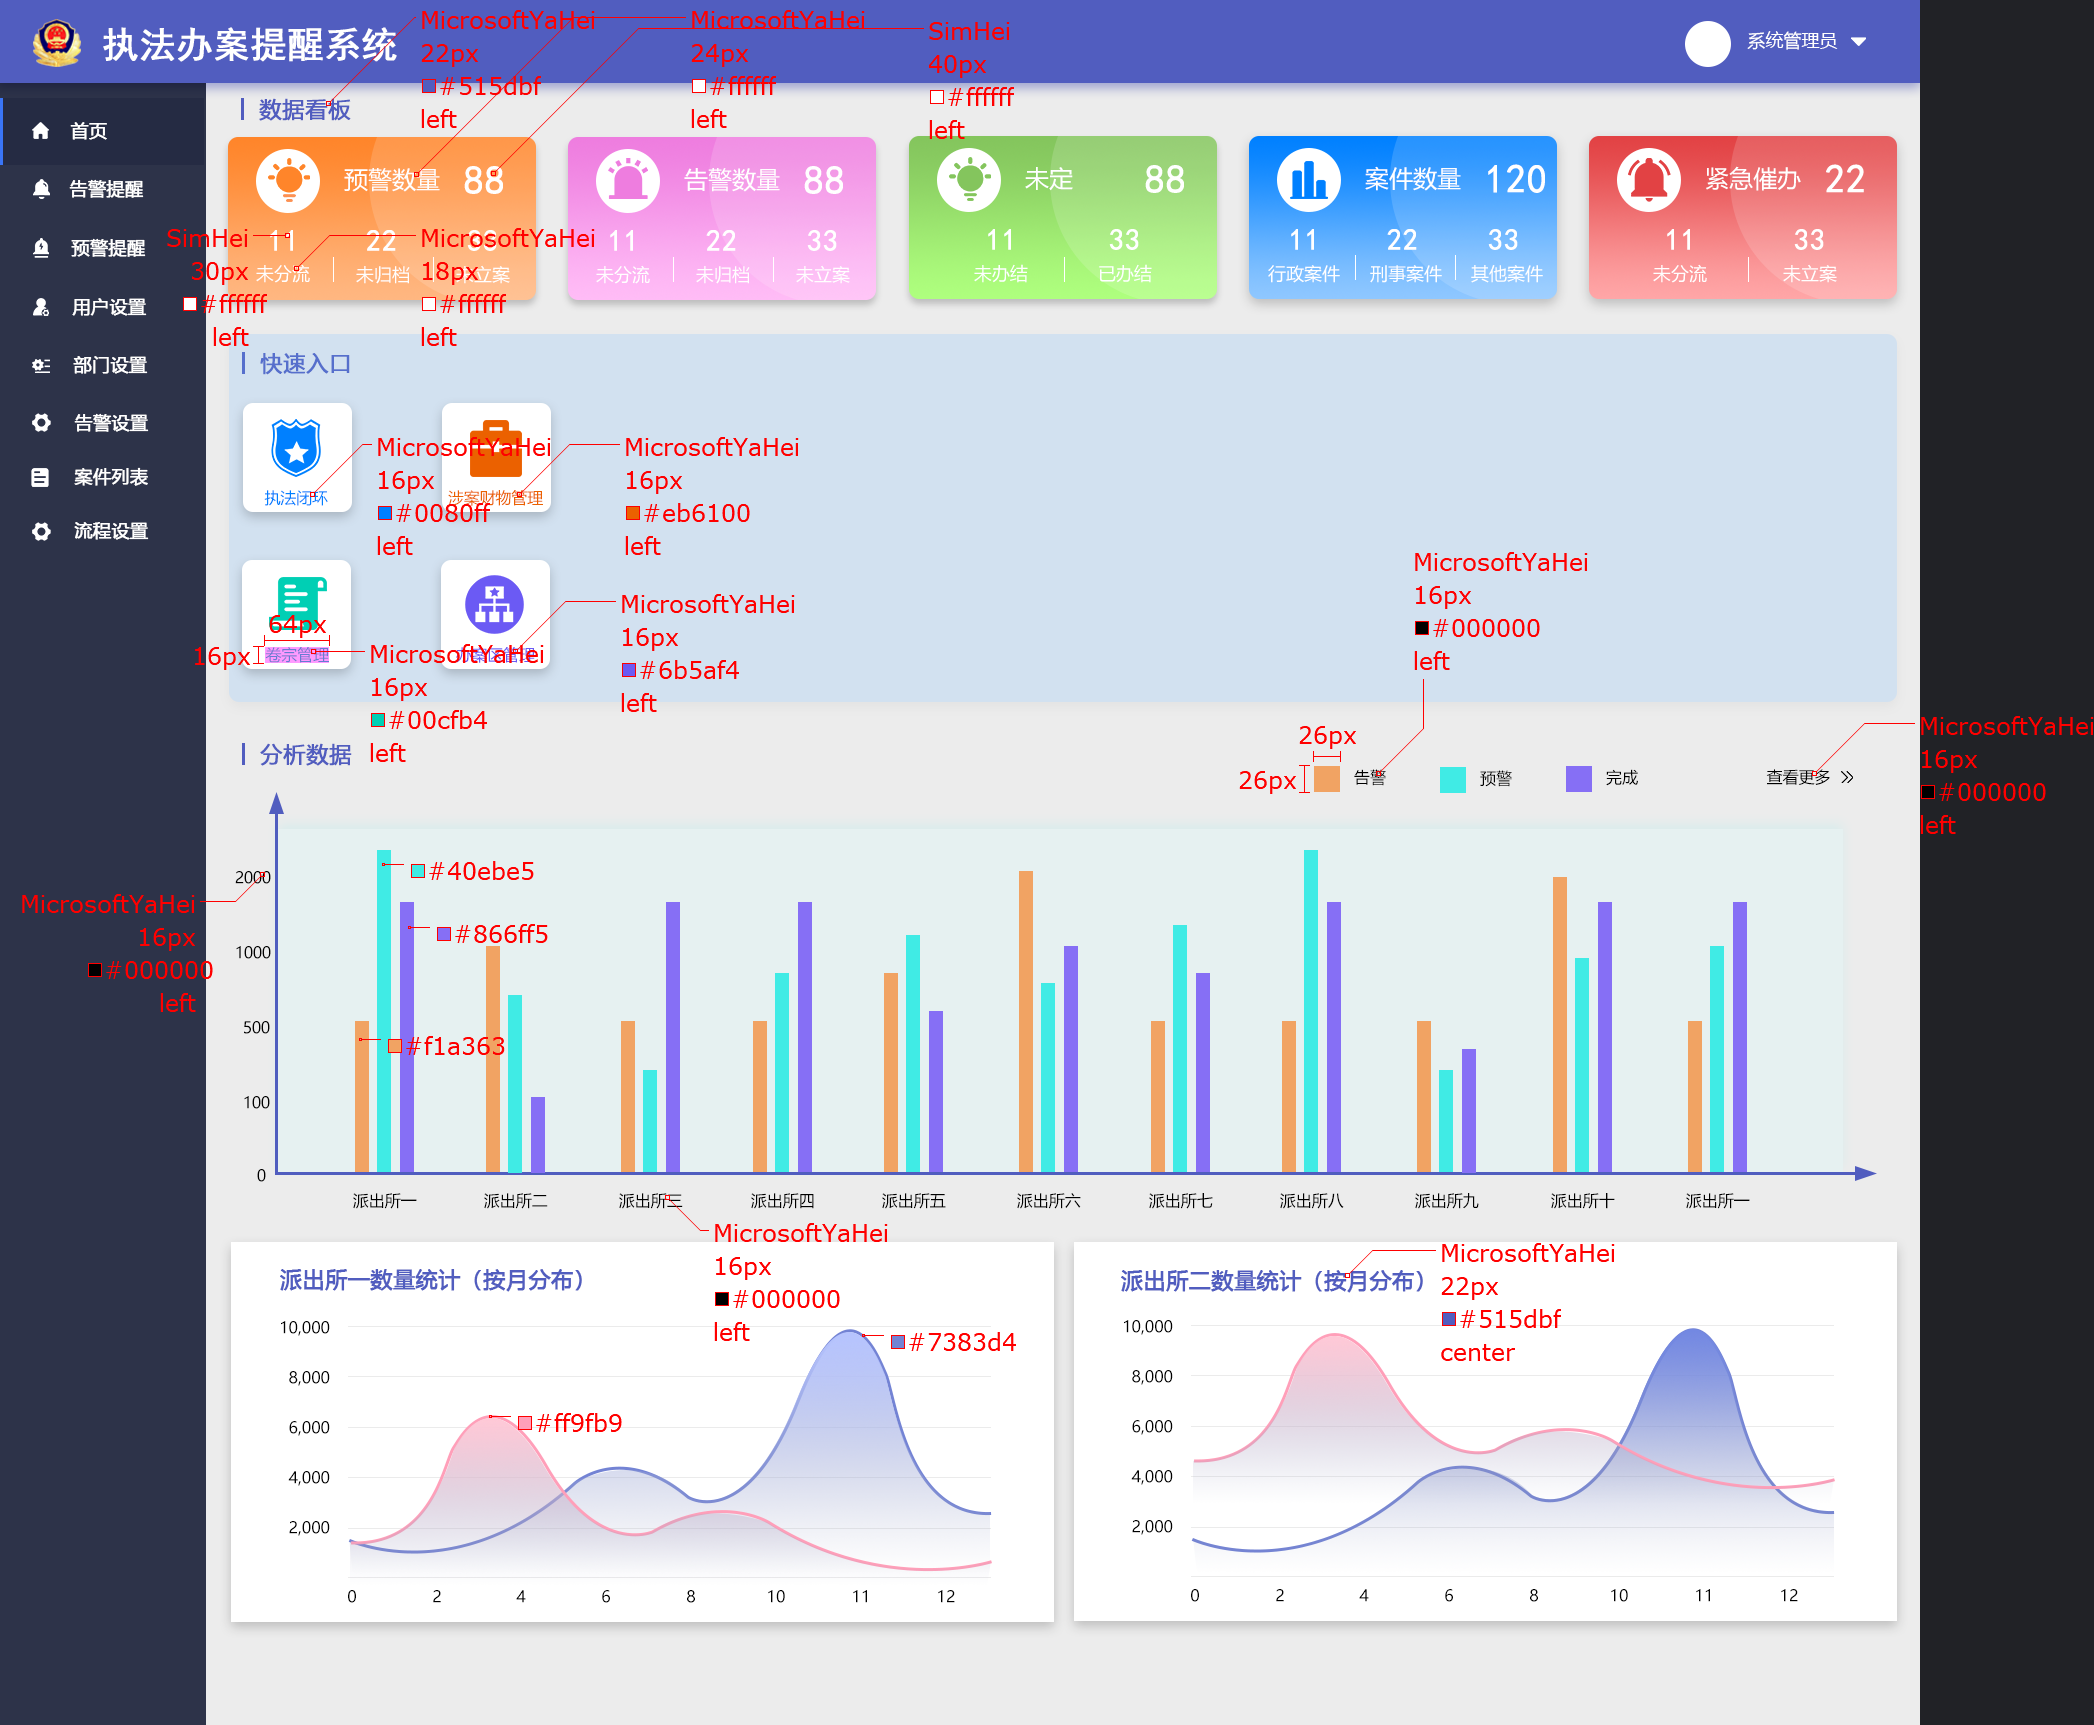 执法办案提醒系统
系统管理员
首页
告警提醒
预警提醒
用户设置
部门设置
告警设置
案件列表
流程设置
数据看板
MicrosoftYaHei
22px
#515dbf
left
MicrosoftYaHei
24px
#ffffff
left
SimHei
40px
#ffffff
left
预警数量 88
11 22 33
未分流 未归档 未立案
告警数量 88
11 22 33
未分流 未归档 未立案
未定 88
11 33
未办结 已办结
案件数量 120
11 22 33
行政案件 刑事案件 其他案件
紧急催办 22
11 33
未分流 未立案
SimHei
30px
#ffffff
left
MicrosoftYaHei
18px
#ffffff
left
快速入口
执法闭环
MicrosoftYaHei
16px
#0080ff
left
涉案财物管理
MicrosoftYaHei
16px
#eb6100
left
64px
16px
卷宗管理
MicrosoftYaHei
16px
#00cfb4
left
办案区管理
MicrosoftYaHei
16px
#6b5af4
left
MicrosoftYaHei
16px
#000000
left
分析数据
26px
26px
告警
预警
完成
查看更多
MicrosoftYaHei
16px
#000000
left
2000
1000
500
100
0
MicrosoftYaHei
16px
#000000
left
#40ebe5
#866ff5
#f1a363
派出所一 派出所二 派出所三 派出所四 派出所五 派出所六 派出所七 派出所八 派出所九 派出所十 派出所一
MicrosoftYaHei
16px
#000000
left
派出所一数量统计（按月分布）
10,000
8,000
6,000
4,000
2,000
0 2 4 6 8 10 11 12
#7383d4
#ff9fb9
派出所二数量统计（按月分布）
MicrosoftYaHei
22px
#515dbf
center
10,000
8,000
6,000
4,000
2,000
0 2 4 6 8 10 11 12